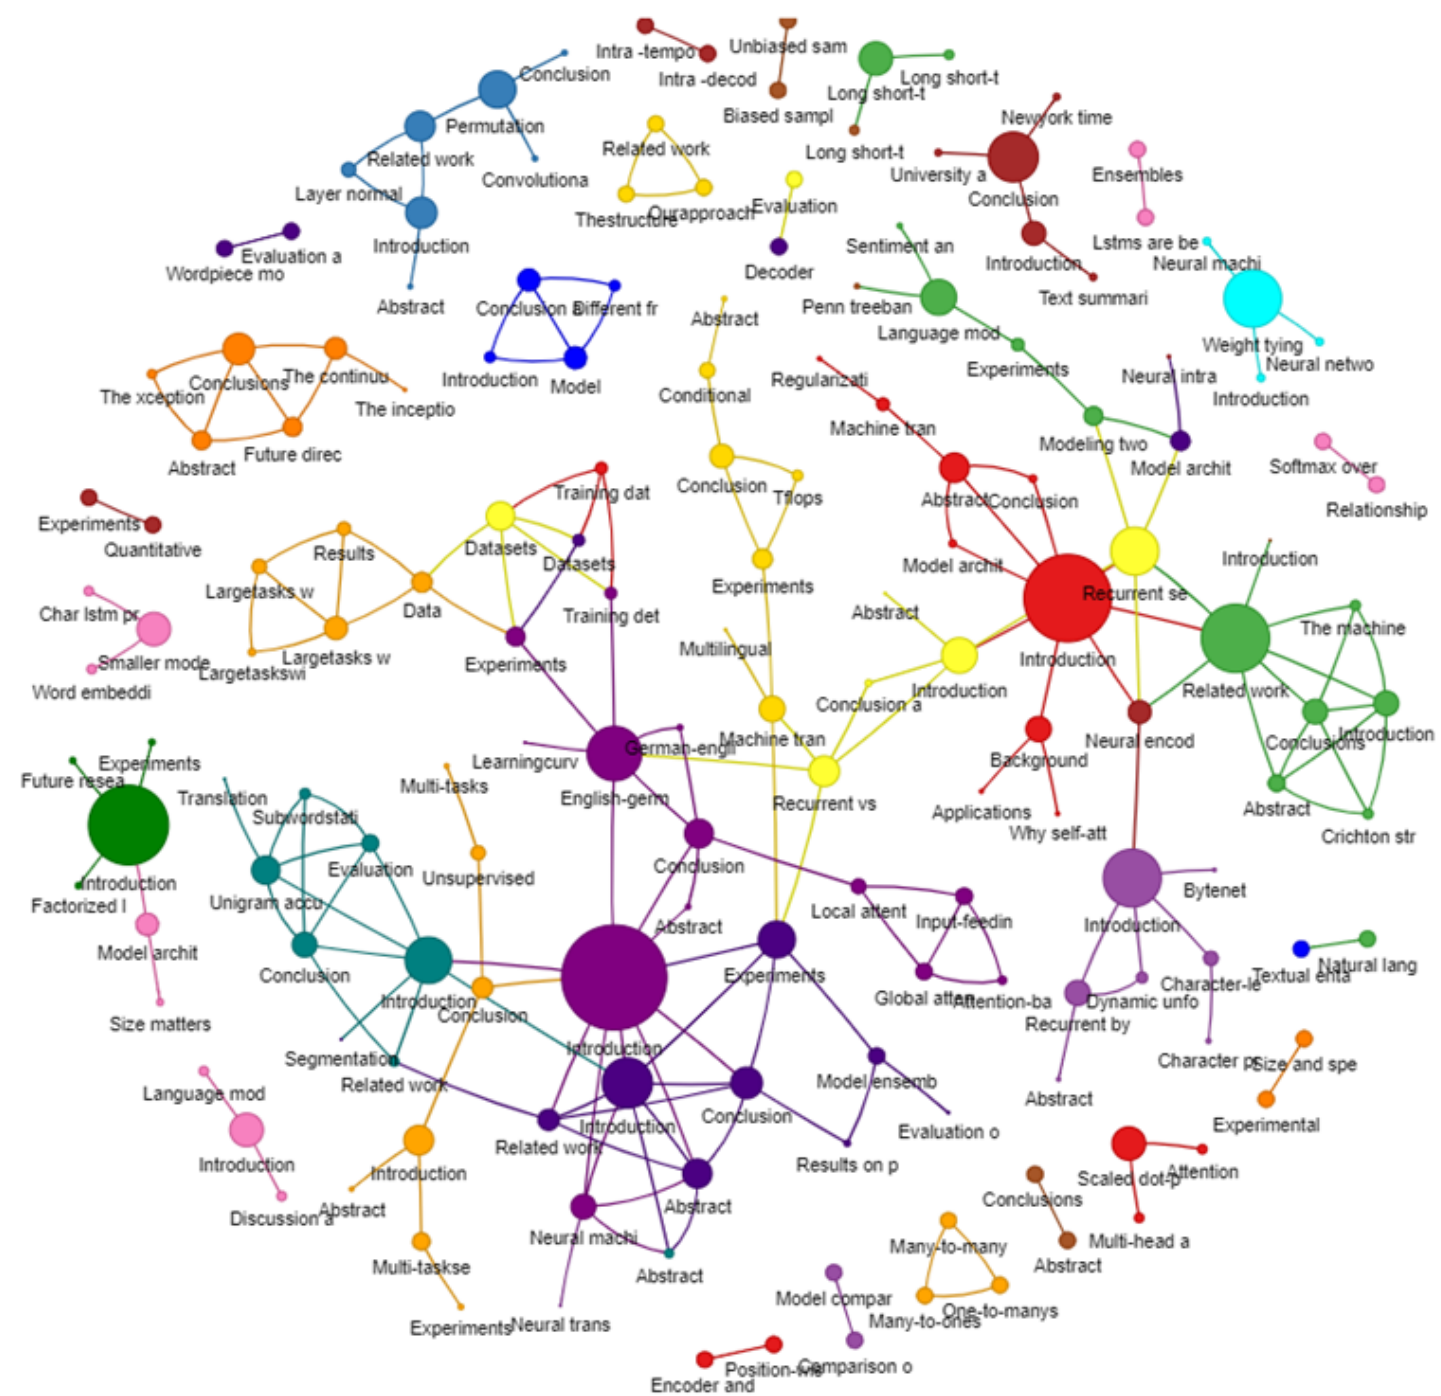 Intra -tempo
Unbiased sam
Conclusion
Intra -decod
Long short-t
Long short-t
Biased sampl
Newyork time
Permutation
Related work
Related work
Long short-t
University a
Ensembles
Convolutiona
Layer normal
Conclusion
Thestructure
Ourapproach
Evaluation
Introduction
Sentiment an
Lstms are be
Evaluation a
Wordpiece mo
Decoder
Introduction
Neural machi
Text summari
Abstract
Conclusion a
Different fr
Abstract
Penn treeban
Language mod
Weight tying
Neural netwo
Conclusions
The continuu
Introduction
Model
Experiments
Neural intra
The xception
The inceptio
Conditional
Regularizati
Introduction
Abstract
Future direc
Machine tran
Modeling two
Model archit
Softmax over
Conclusion
Training dat
Tflops
Abstract
Conclusion
Relationship
Experiments
Quantitative
Results
Datasets
Datasets
Model archit
Introduction
Largetasks w
Experiments
Recurrent se
Char lstm pr
Data
Training det
Abstract
The machine
Smaller mode
Largetasks w
Largetaskswi
Experiments
Multilingual
Introduction
Introduction
Related work
Word embeddi
Conclusion a
German-engli
Machine tran
Neural encod
Conclusions
Introduction
Experiments
Future resea
Learningcurv
Background
Translation
Multi-tasks
English-germ
Recurrent vs
Applications
Abstract
Subwordstati
Why self-att
Crichton str
Evaluation
Unsupervised
Conclusion
Introduction
Factorized l
Unigram accu
Local attent
Input-feedin
Bytenet
Abstract
Introduction
Model archit
Conclusion
Experiments
Global atten
Attention-ba
Character-le
Textual enta
Natural lang
Introduction
Conclusion
Dynamic unfo
Size matters
Recurrent by
Segmentation
Introduction
Character pr
Size and spe
Language mod
Related work
Model ensemb
Abstract
Introduction
Conclusion
Evaluation o
Experimental
Related work
Introduction
Introduction
Results on p
Scaled dot-p
Attention
Discussion a
Abstract
Abstract
Conclusions
Neural machi
Many-to-many
Multi-head a
Multi-taskse
Abstract
Abstract
Model compar
Experiments
Neural trans
Many-to-ones
One-to-manys
Encoder and
Comparison o